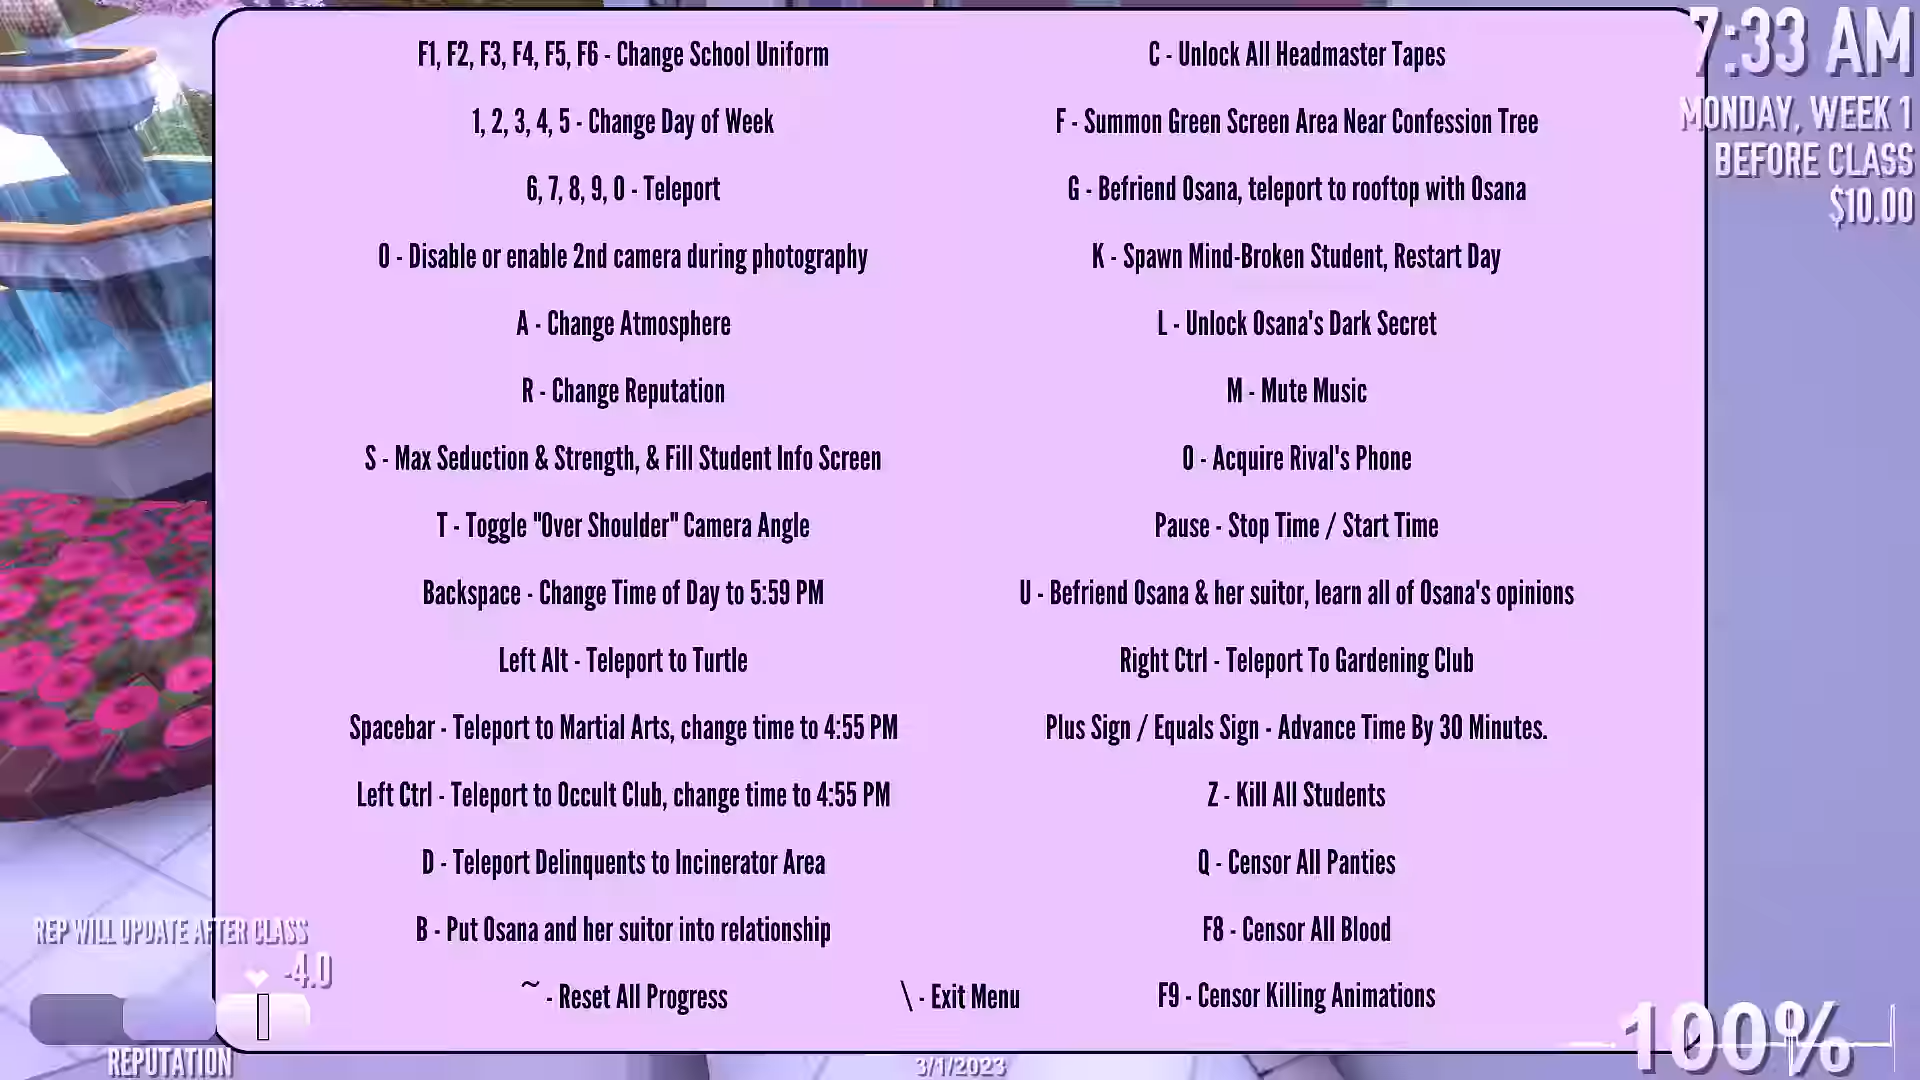 F1, F2, F3, F4, F5, F6 - Change School Uniform
1, 2, 3, 4, 5 - Change Day of Week
6, 7, 8, 9, 0 - Teleport
0 - Disable or enable 2nd camera during photography
A - Change Atmosphere
R - Change Reputation
S - Max Seduction & Strength, & Fill Student Info Screen
T - Toggle "Over Shoulder" Camera Angle
Backspace - Change Time of Day to 5:59 PM
Left Alt - Teleport to Turtle
Spacebar - Teleport to Martial Arts, change time to 4:55 PM
Left Ctrl - Teleport to Occult Club, change time to 4:55 PM
D - Teleport Delinquents to Incinerator Area
B - Put Osana and her suitor into relationship
~ - Reset All Progress
\ - Exit Menu
C - Unlock All Headmaster Tapes
F - Summon Green Screen Area Near Confession Tree
G - Befriend Osana, teleport to rooftop with Osana
K - Spawn Mind-Broken Student, Restart Day
L - Unlock Osana's Dark Secret
M - Mute Music
O - Acquire Rival's Phone
Pause - Stop Time / Start Time
U - Befriend Osana & her suitor, learn all of Osana's opinions
Right Ctrl - Teleport To Gardening Club
Plus Sign / Equals Sign - Advance Time By 30 Minutes.
Z - Kill All Students
Q - Censor All Panties
F8 - Censor All Blood
F9 - Censor Killing Animations
7:33 AM
MONDAY, WEEK 1
BEFORE CLASS
$10.00
REP WILL UPDATE AFTER CLASS
-4.0
REPUTATION
3/1/2023
100%